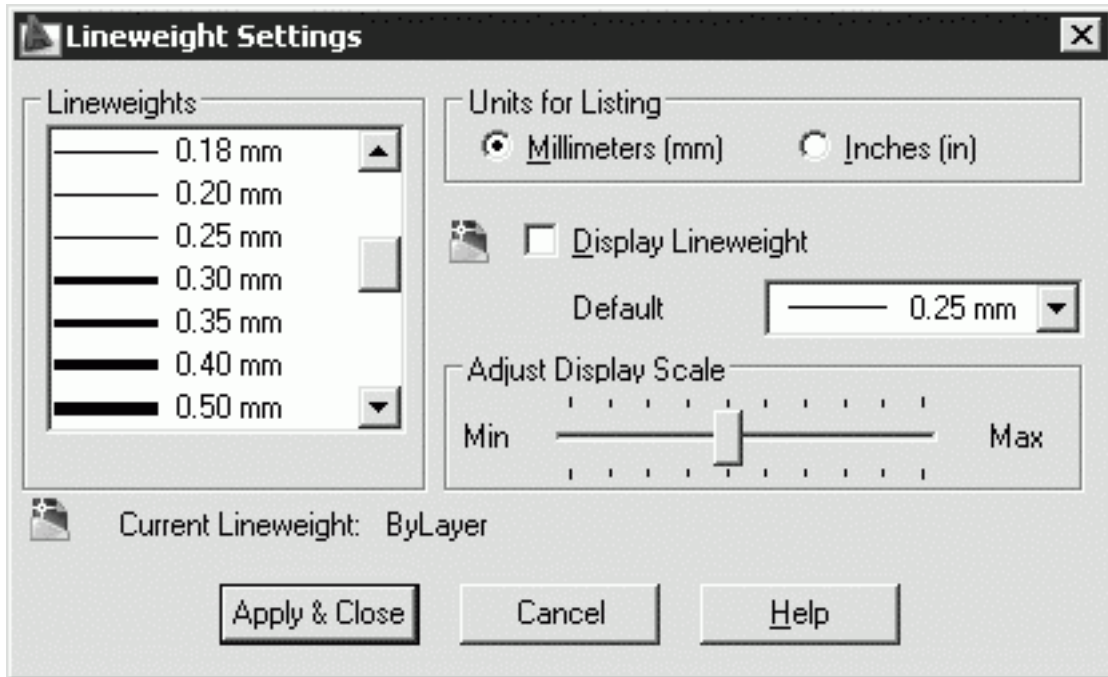 Lineweight Settings
Lineweights
0.18 mm
0.20 mm
0.25 mm
0.30 mm
0.35 mm
0.40 mm
0.50 mm
Units for Listing
Millimeters (mm)
Inches (in)
Display Lineweight
Default
0.25 mm
Adjust Display Scale
Min
Max
Current Lineweight: ByLayer
Apply & Close
Cancel
Help